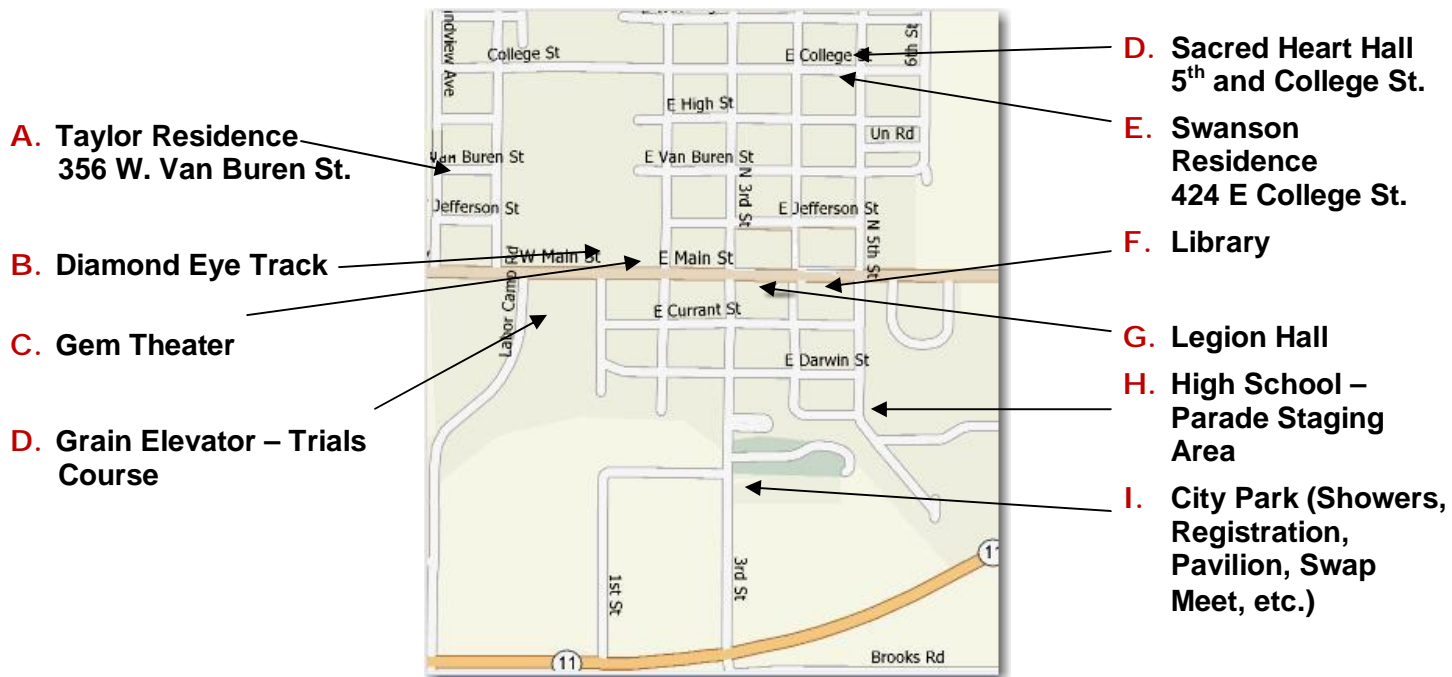 A. Taylor Residence
356 W. Van Buren St.
B. Diamond Eye Track
C. Gem Theater
D. Grain Elevator – Trials
Course
College St
E College St
6th St
E High St
Un Rd
Van Buren St
E Van Buren St
N 3rd St
Jefferson St
E Jefferson St
N 5th St
W Main St
E Main St
Labor Camp Rd
E Currant St
E Darwin St
1st St
3rd St
11
11
Brooks Rd
D. Sacred Heart Hall
5th and College St.
E. Swanson
Residence
424 E College St.
F. Library
G. Legion Hall
H. High School –
Parade Staging
Area
I. City Park (Showers,
Registration,
Pavilion, Swap
Meet, etc.)